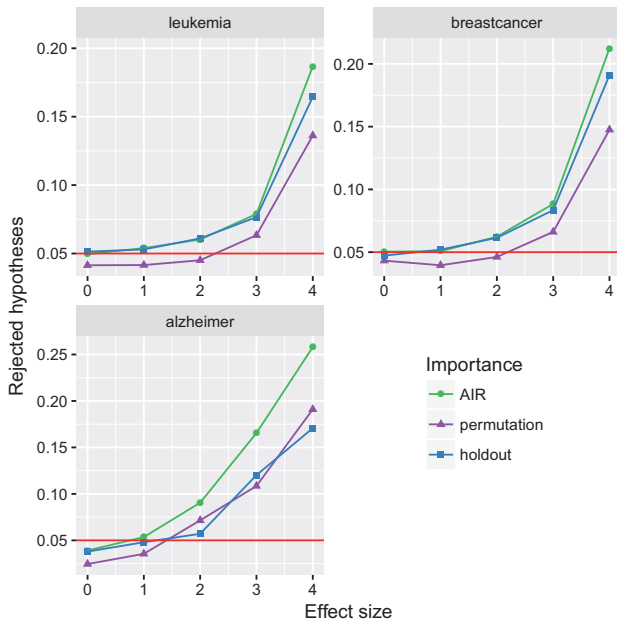 leukemia
breastcancer
0.20
0.15
0.10
0.05
0 1 2 3 4
0.20
0.15
0.10
0.05
0 1 2 3 4
Rejected hypotheses
alzheimer
0.25
0.20
0.15
0.10
0.05
0 1 2 3 4
Effect size
Importance
AIR
permutation
holdout